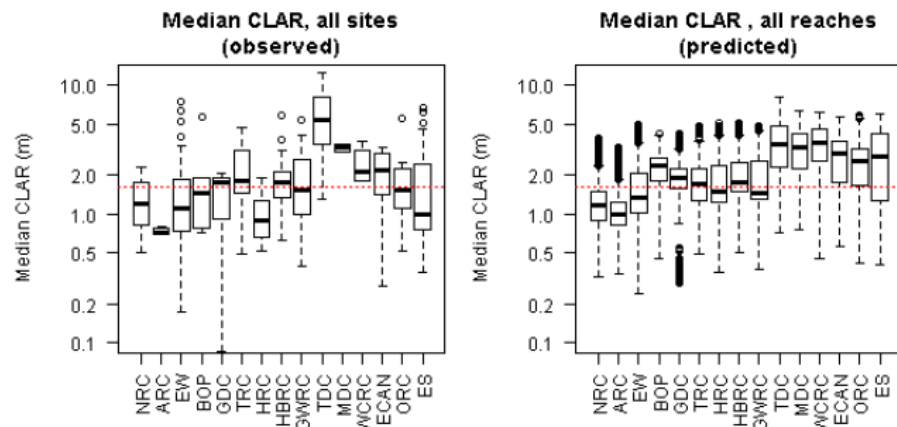 Median CLAR, all sites
(observed)
Median CLAR (m)
10.0
5.0
2.0
1.0
0.5
0.2
0.1
NRC
ARC
EW
BOP
GDC
TRC
HRC
HBRC
GWRC
TDC
MDC
WCRC
ECAN
ORC
ES
Median CLAR , all reaches
(predicted)
Median CLAR (m)
10.0
5.0
2.0
1.0
0.5
0.2
0.1
NRC
ARC
EW
BOP
GDC
TRC
HRC
HBRC
GWRC
TDC
MDC
WCRC
ECAN
ORC
ES